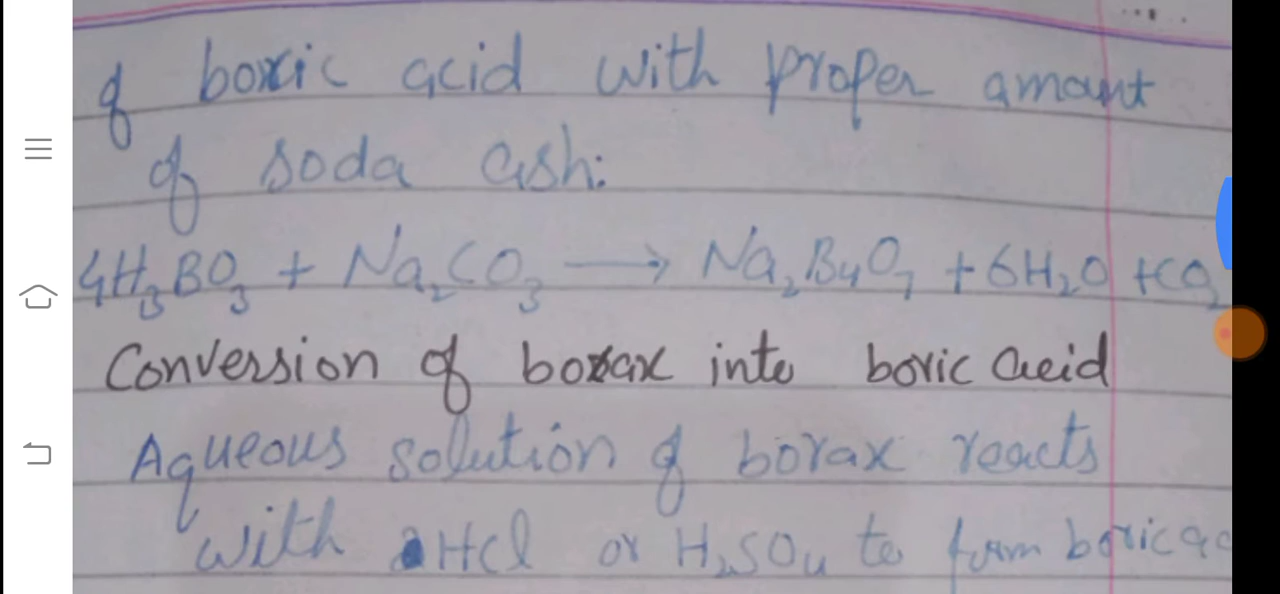 of boric acid with proper amount
of soda ash:
4H₃BO₃ + Na₂CO₃ ⟶ Na₂B₄O₇ + 6H₂O + CO₂
Conversion of borax into boric Acid
Aqueous solution of borax reacts
with HCl or H₂SO₄ to form boric ac